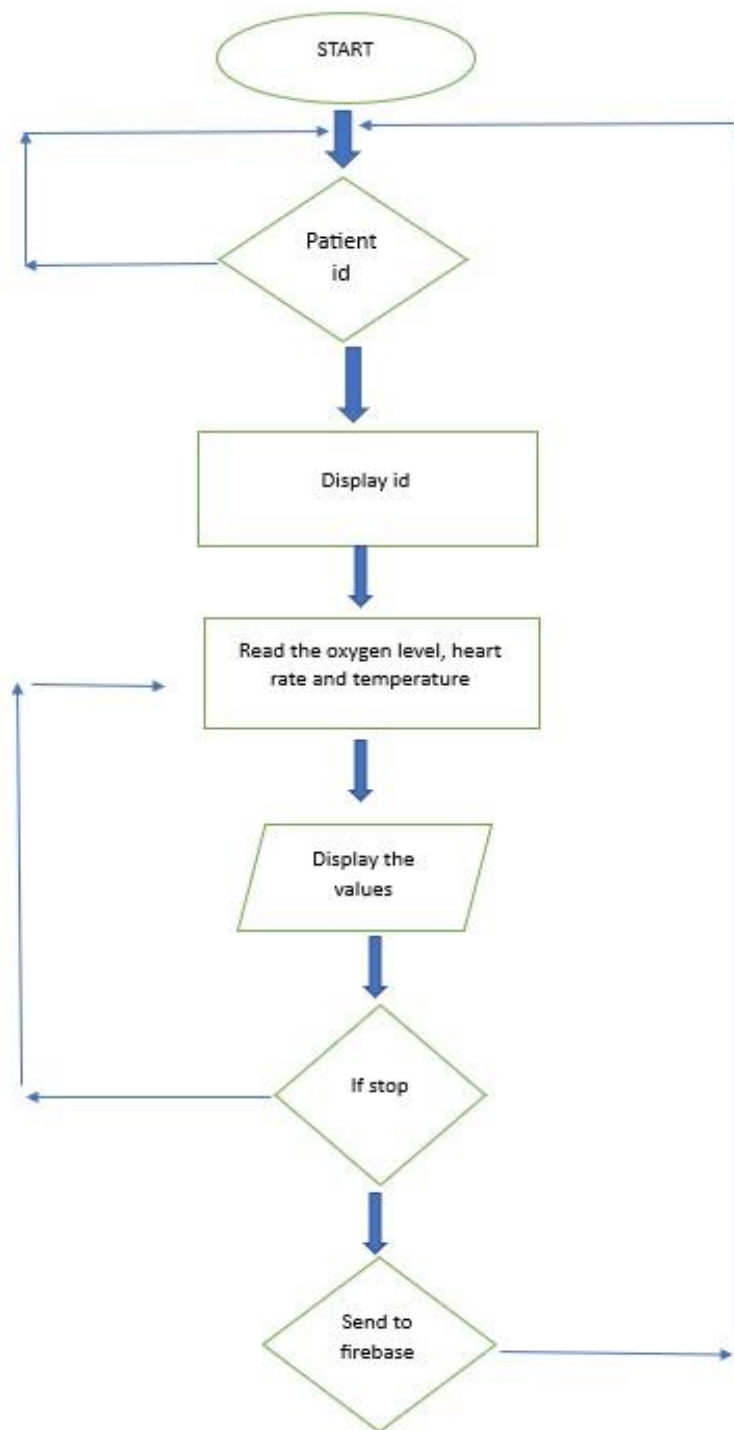 START
Patient
id
Display id
Read the oxygen level, heart
rate and temperature
Display the
values
If stop
Send to
firebase